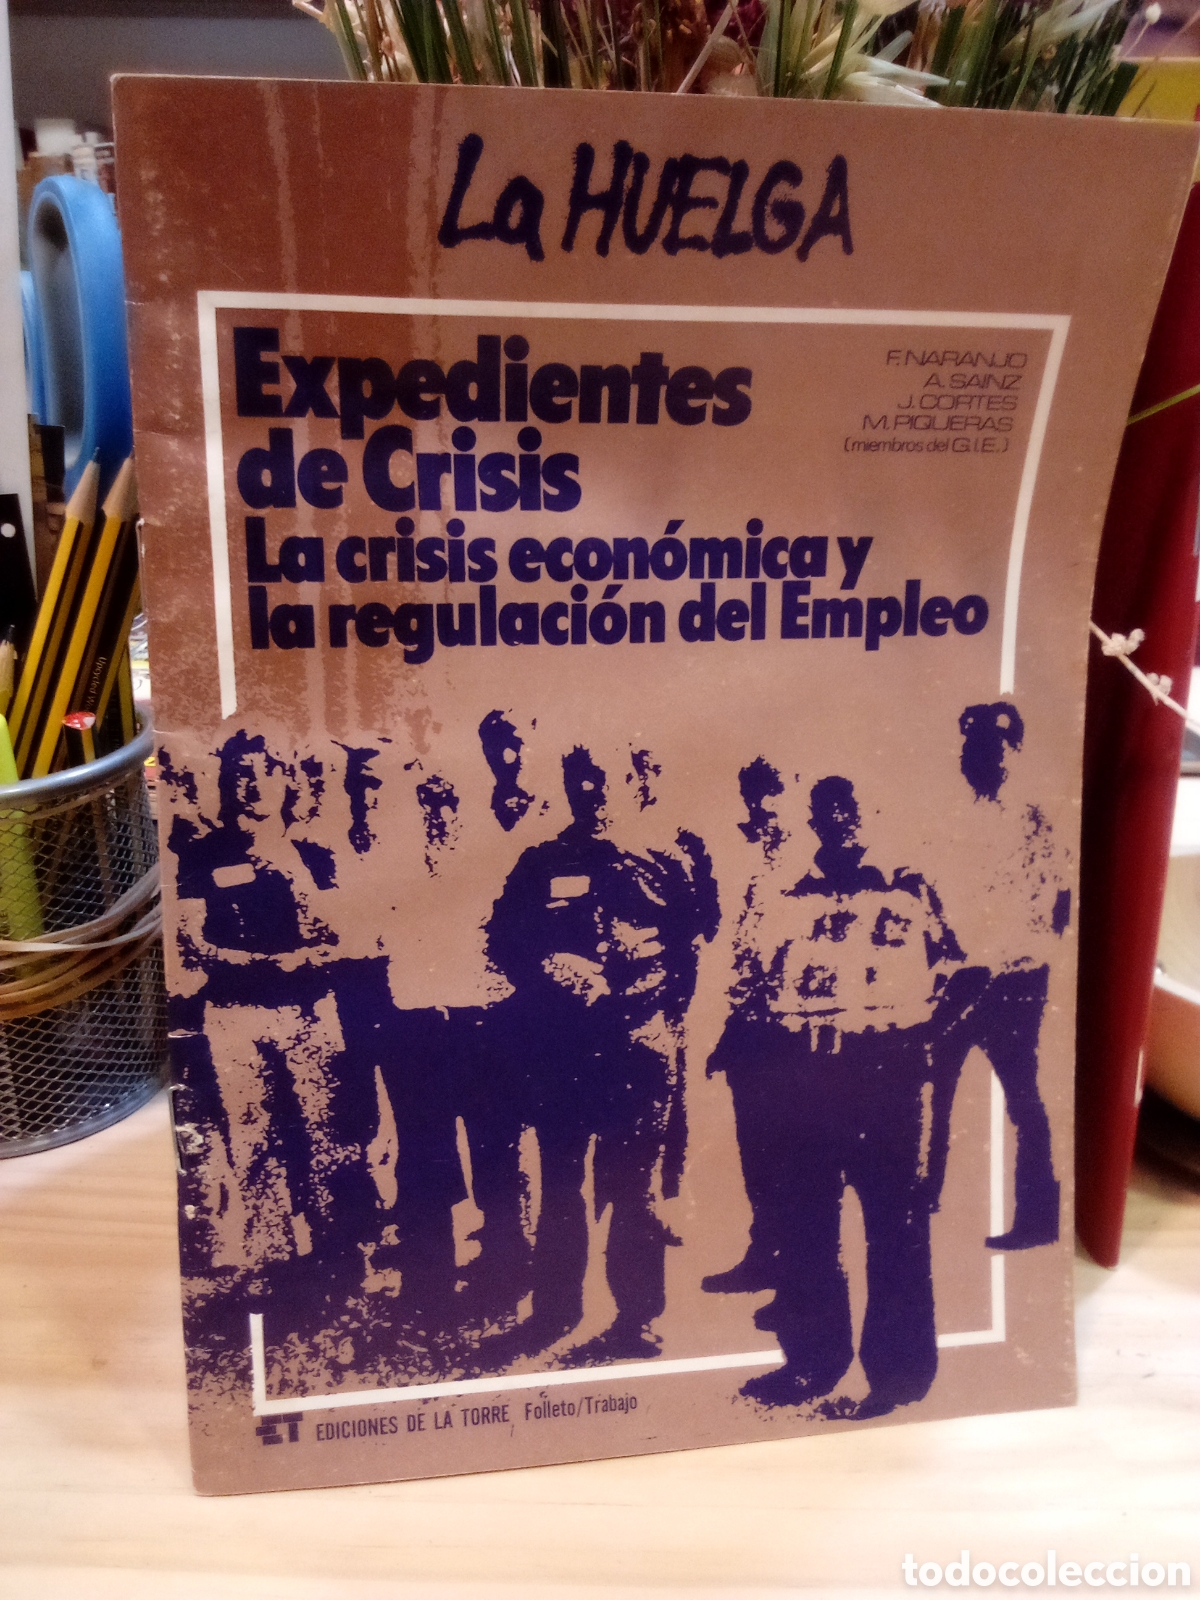 La HUELGA
Expedientes
de Crisis
La crisis económica y
la regulación del Empleo
F. NARANJO
A. SAINZ
J. CORTES
M. PIQUERAS
(miembros del G.I.E.)
EDICIONES DE LA TORRE Folleto/Trabajo
todocoleccion